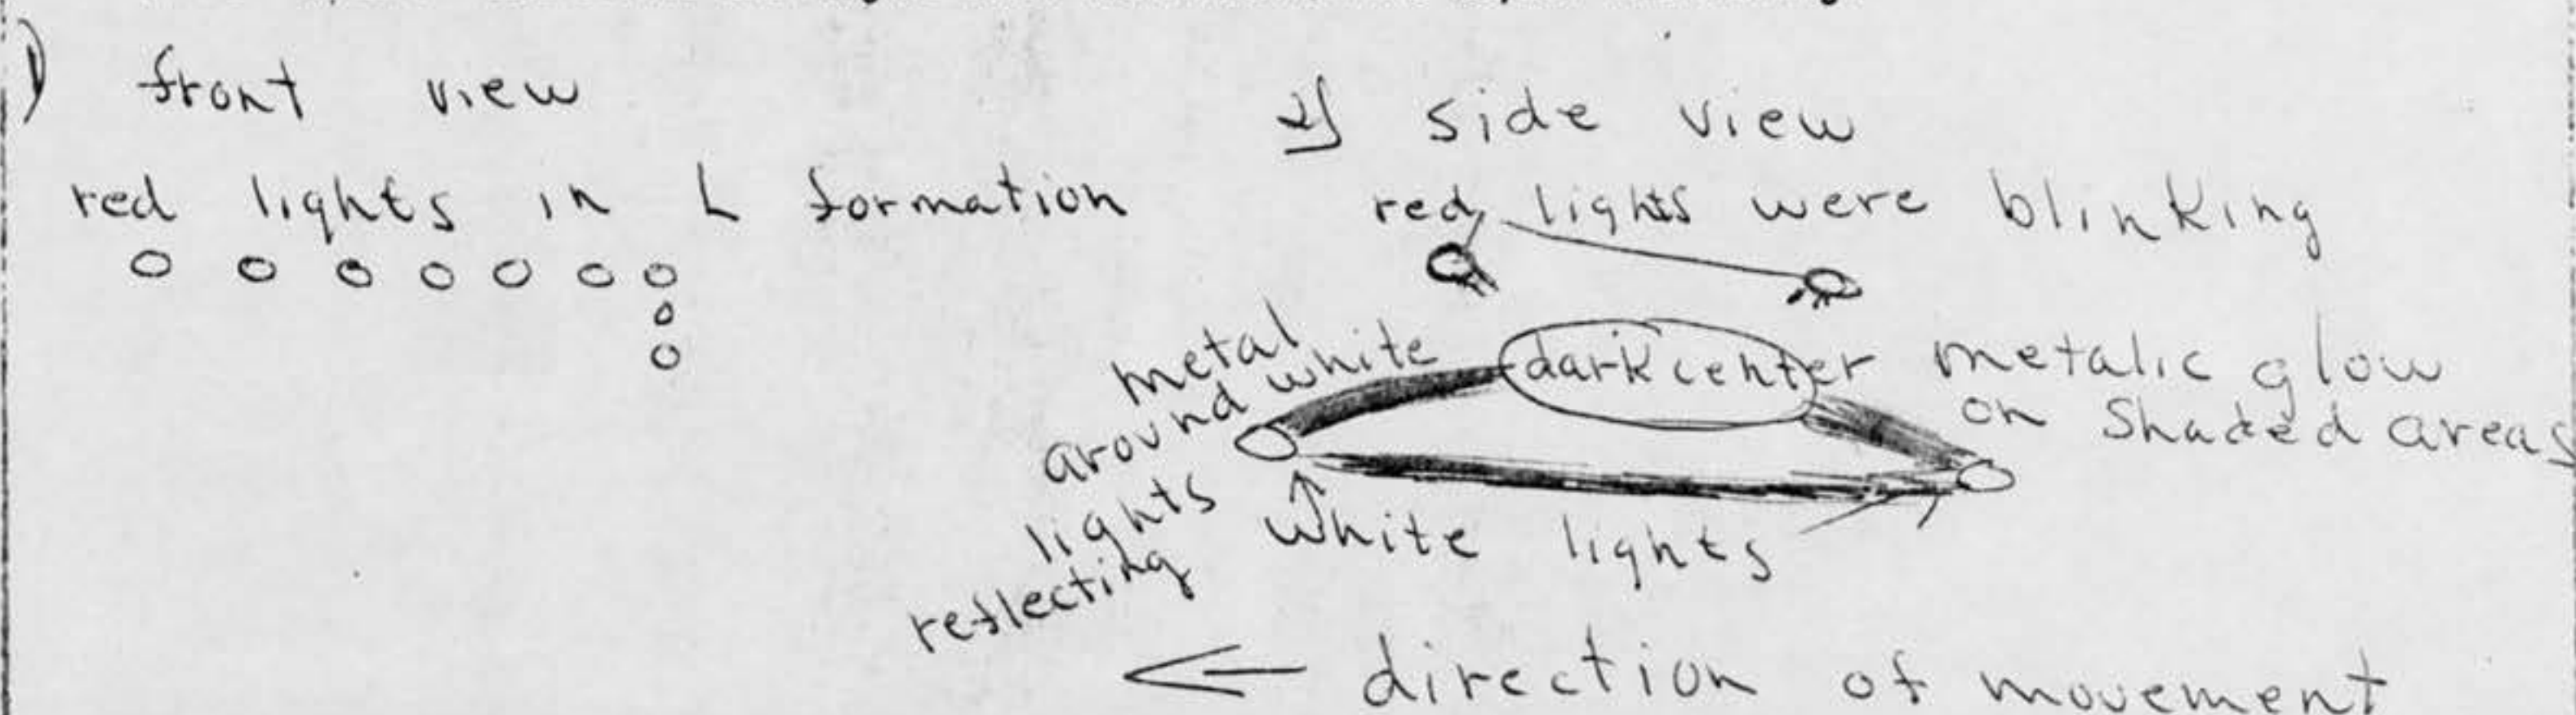 1) front view
red lights in L formation
2) side view
red lights were blinking
metal
around white
lights
reflecting
dark center
metalic glow
on Shaded areas
white lights
direction of movement